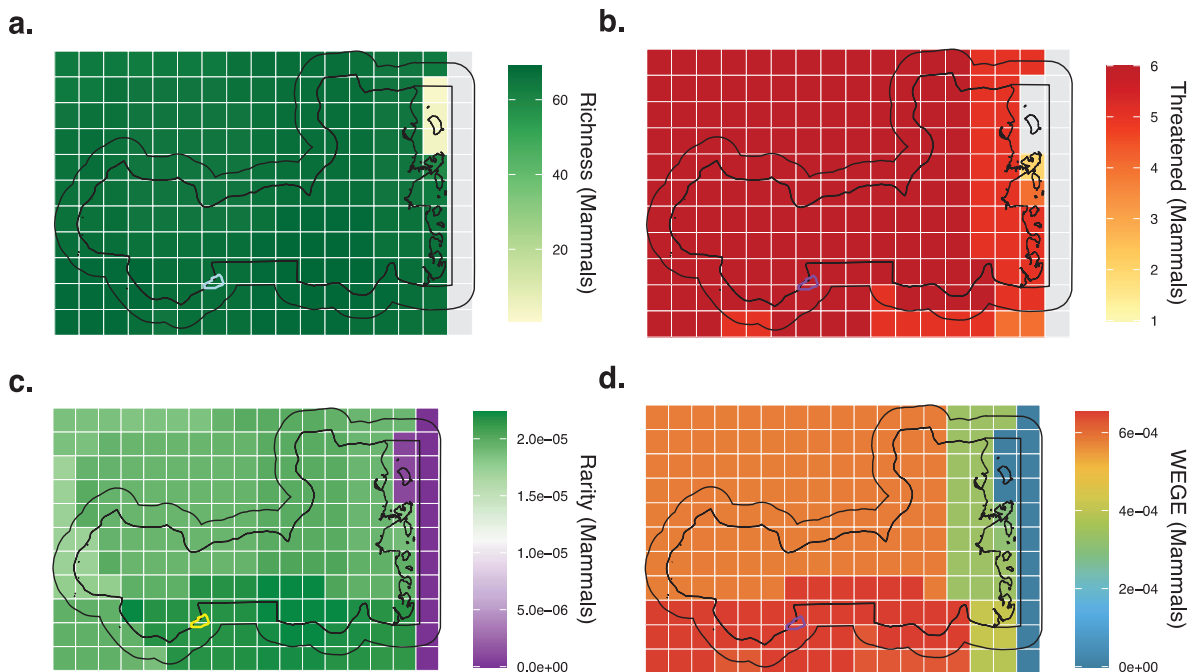 a.
60
40
20
Richness (Mammals)
b.
6
5
4
3
2
1
Threatened (Mammals)
c.
2.0e−05
1.5e−05
1.0e−05
5.0e−06
0.0e+00
Rarity (Mammals)
d.
6e−04
4e−04
2e−04
0e+00
WEGE (Mammals)